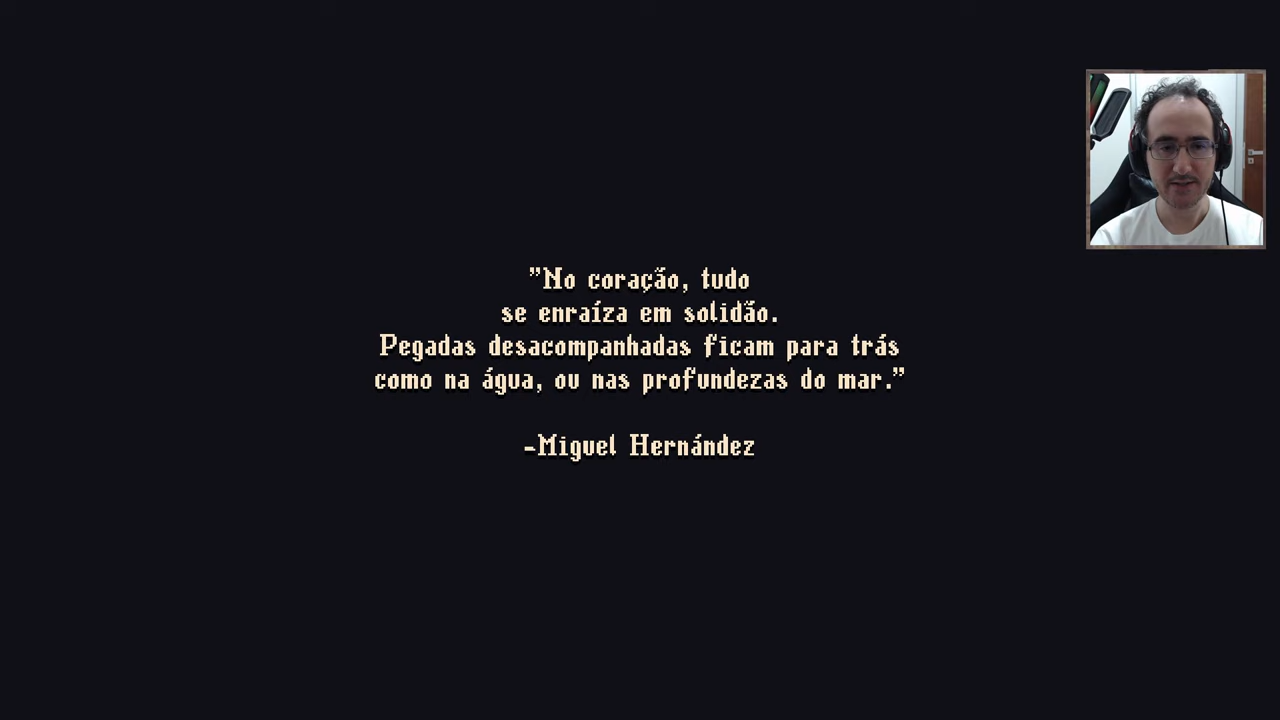 "No coração, tudo
se enraíza em solidão.
Pegadas desacompanhadas ficam para trás
como na água, ou nas profundezas do mar."
-Miguel Hernández